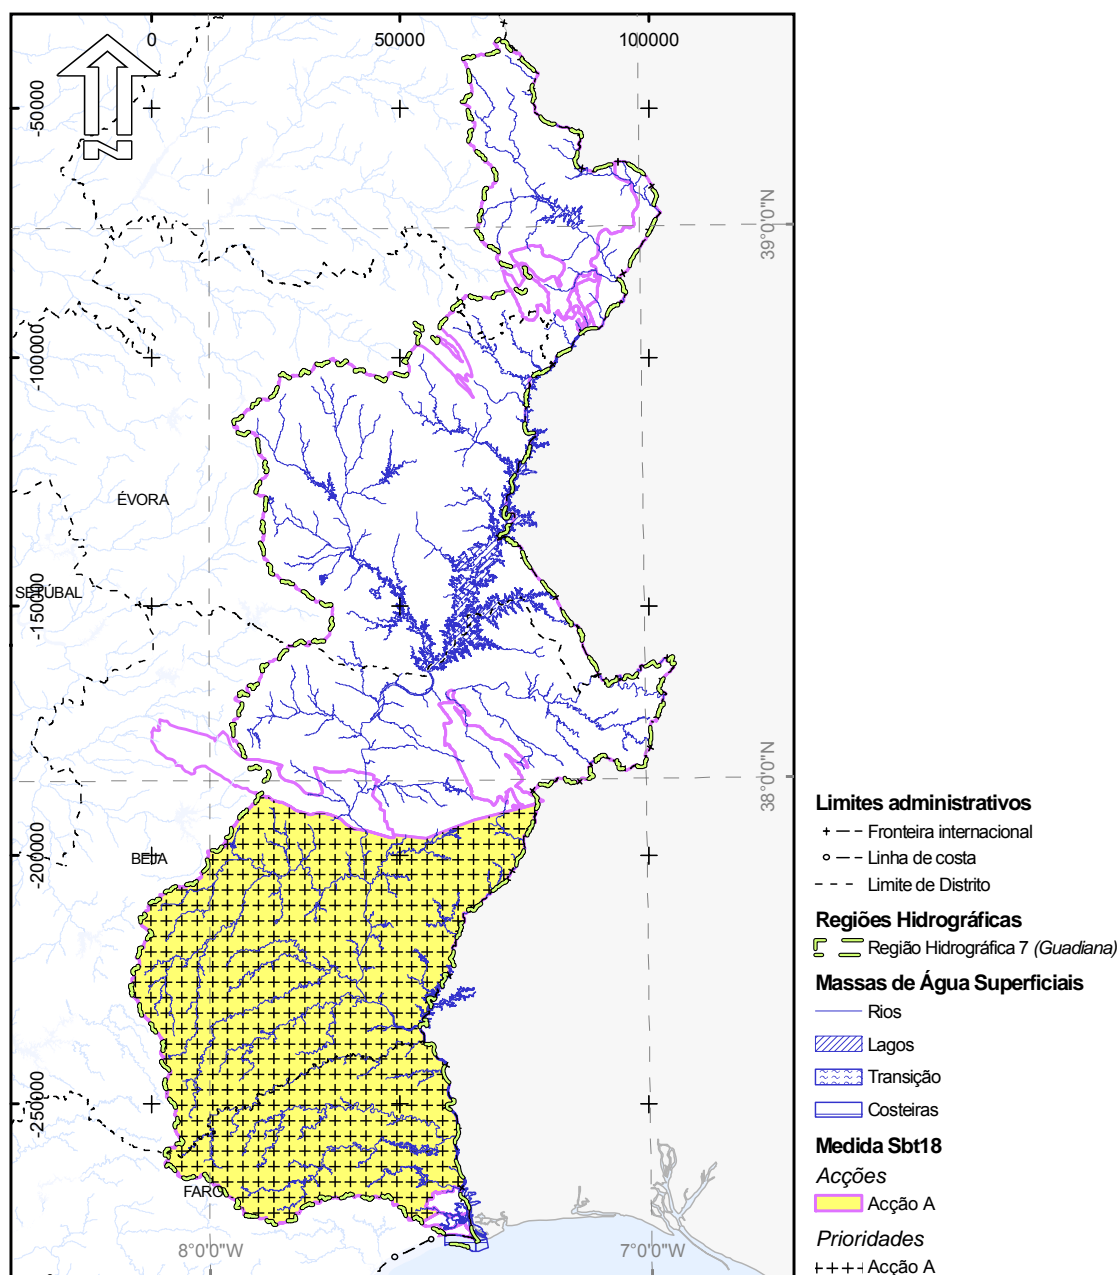 0
50000
100000
-50000
N
39°0'0"N
-100000
ÉVORA
SETÚBAL
-150000
38°0'0"N
BEJA
-200000
-250000
FARO
8°0'0"W
7°0'0"W
Limites administrativos
Fronteira internacional
Linha de costa
Limite de Distrito
Regiões Hidrográficas
Região Hidrográfica 7 (Guadiana)
Massas de Água Superficiais
Rios
Lagos
Transição
Costeiras
Medida Sbt18
Acções
Acção A
Prioridades
Acção A